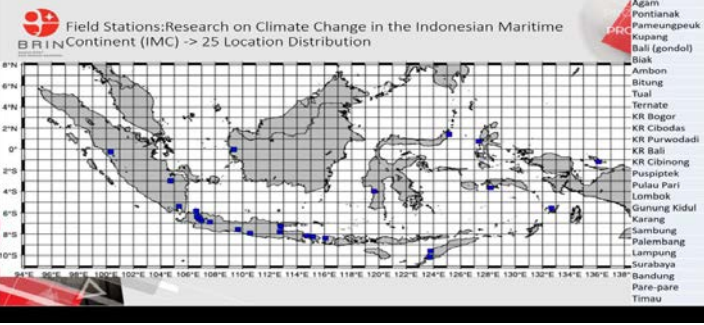 Field Stations:Research on Climate Change in the Indonesian Maritime
BRIN Continent (IMC) -> 25 Location Distribution
8°N
6°N
4°N
2°N
0°
2°S
4°S
6°S
8°S
10°S
94°E 96°E 98°E 100°E 102°E 104°E 106°E 108°E 110°E 112°E 114°E 116°E 118°E 120°E 122°E 124°E 126°E 128°E 130°E 132°E 134°E 136°E 138°E
Agam
Pontianak
Pameungpeuk
Kupang
Bali (gondol)
Biak
Ambon
Bitung
Tual
Ternate
KR Bogor
KR Cibodas
KR Purwodadi
KR Bali
KR Cibinong
Puspiptek
Pulau Pari
Lombok
Gunung Kidul
Karang
Sambung
Palembang
Lampung
Surabaya
Bandung
Pare-pare
Timau